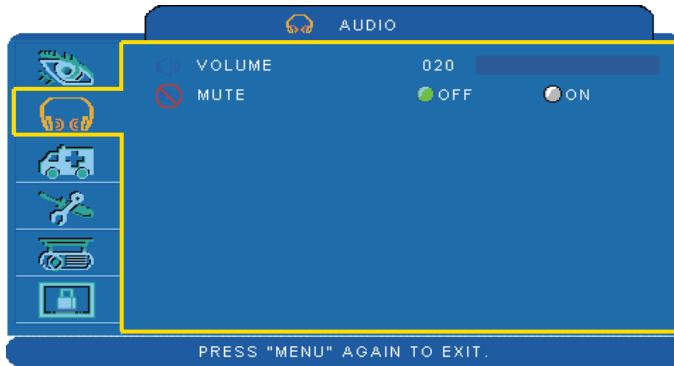 AUDIO
VOLUME 020
MUTE OFF ON
PRESS "MENU" AGAIN TO EXIT.